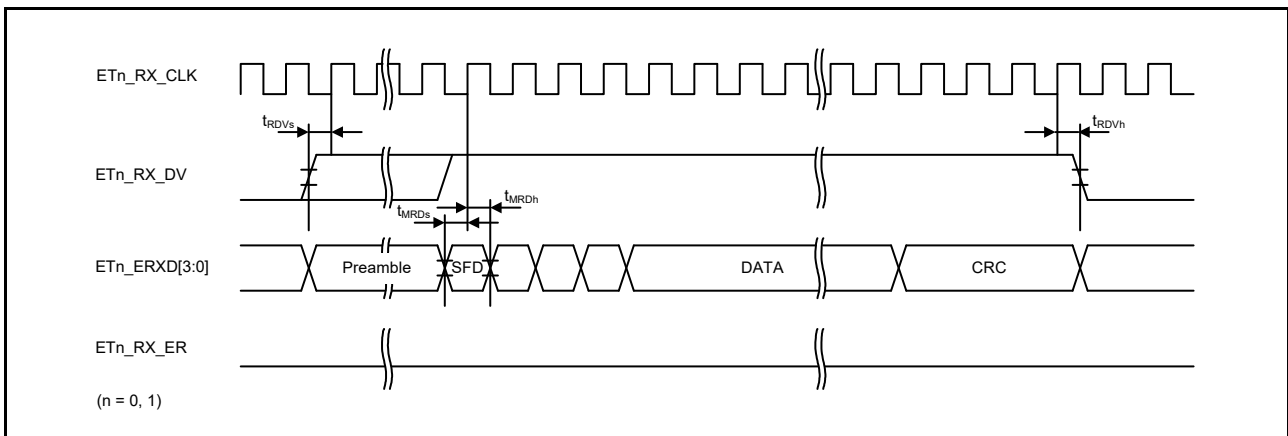 ETn_RX_CLK
tRDVs
tRDVh
ETn_RX_DV
tMRDs
tMRDh
ETn_ERXD[3:0]
Preamble
SFD
DATA
CRC
ETn_RX_ER
(n = 0, 1)